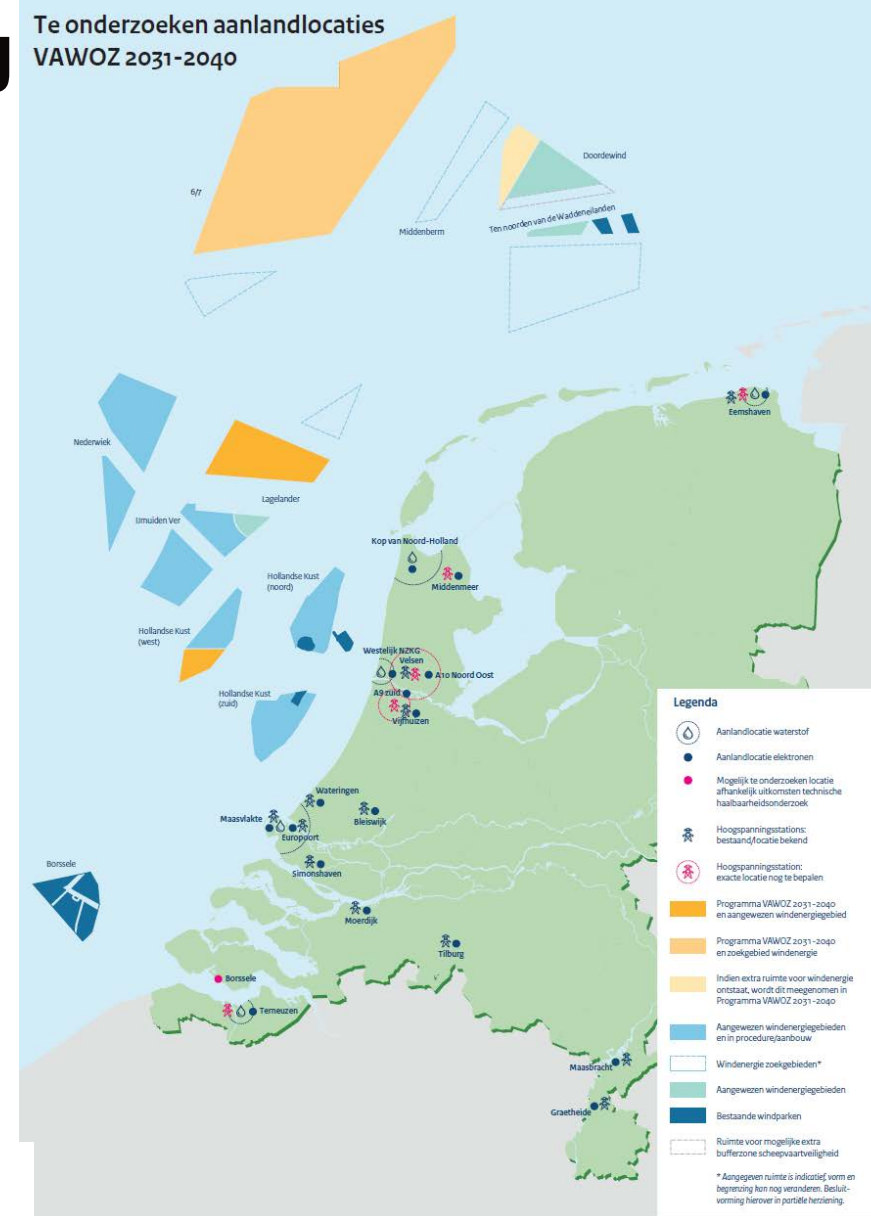 Te onderzoeken aanlandlocaties
VAWOZ 2031-2040
6/7
Doordewind
Middenberm
Ten noorden van de Waddeneilanden
Eemshaven
Nederwiek
Lagelander
IJmuiden Ver
Kop van Noord-Holland
Hollandse Kust
(noord)
Middenmeer
Hollandse Kust
(west)
Westelijk NZKG
Velsen
A10 Noord Oost
A9 zuid
Hollandse Kust
(zuid)
Vijfhuizen
Wateringen
Maasvlakte
Bleiswijk
Europoort
Borssele
Simonshaven
Moerdijk
Tilburg
Borssele
Terneuzen
Maasbracht
Graetheide
Legenda
Aanlandlocatie waterstof
Aanlandlocatie elektronen
Mogelijk te onderzoeken locatie
afhankelijk uitkomsten technische
haalbaarheidsonderzoek
Hoogspanningsstations:
bestaand/locatie bekend
Hoogspanningsstation:
exacte locatie nog te bepalen
Programma VAWOZ 2031-2040
en aangewezen windenergiegebied
Programma VAWOZ 2031-2040
en zoekgebied windenergie
Indien extra ruimte voor windenergie
ontstaat, wordt dit meegenomen in
Programma VAWOZ 2031-2040
Aangewezen windenergiegebieden
en in procedure/aanbouw
Windenergie zoekgebieden*
Aangewezen windenergiegebieden
Bestaande windparken
Ruimte voor mogelijke extra
bufferzone scheepvaartveiligheid
* Aangegeven ruimte is indicatief, vorm en
begrenzing kan nog veranderen. Besluit-
vorming hierover in partiële herziening.